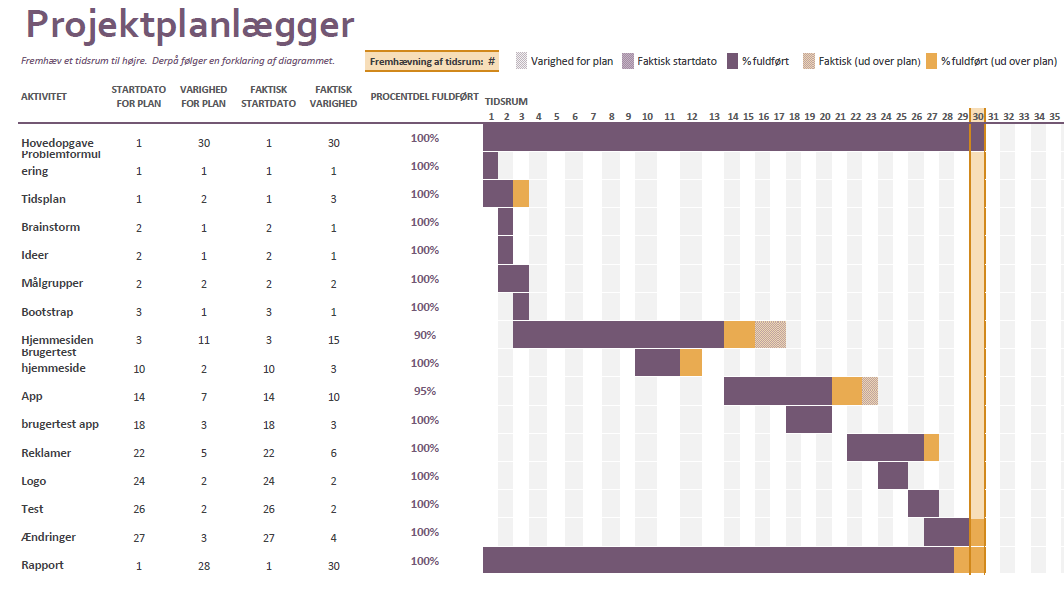 Projektplanlægger
Fremhæv et tidsrum til højre. Derpå følger en forklaring af diagrammet.
Fremhævning af tidsrum: #
Varighed for plan
Faktisk startdato
% fuldført
Faktisk (ud over plan)
% fuldført (ud over plan)
AKTIVITET
STARTDATO FOR PLAN
VARIGHED FOR PLAN
FAKTISK STARTDATO
FAKTISK VARIGHED
PROCENTDEL FULDFØRT
TIDSRUM
1 2 3 4 5 6 7 8 9 10 11 12 13 14 15 16 17 18 19 20 21 22 23 24 25 26 27 28 29 30 31 32 33 34 35
Hovedopgave 1 30 1 30 100%
Problemformulering 1 1 1 1 100%
Tidsplan 1 2 1 3 100%
Brainstorm 2 1 2 1 100%
Ideer 2 1 2 1 100%
Målgrupper 2 2 2 2 100%
Bootstrap 3 1 3 1 100%
Hjemmesiden 3 11 3 15 90%
Brugertest hjemmeside 10 2 10 3 100%
App 14 7 14 10 95%
brugertest app 18 3 18 3 100%
Reklamer 22 5 22 6 100%
Logo 24 2 24 2 100%
Test 26 2 26 2 100%
Ændringer 27 3 27 4 100%
Rapport 1 28 1 30 100%